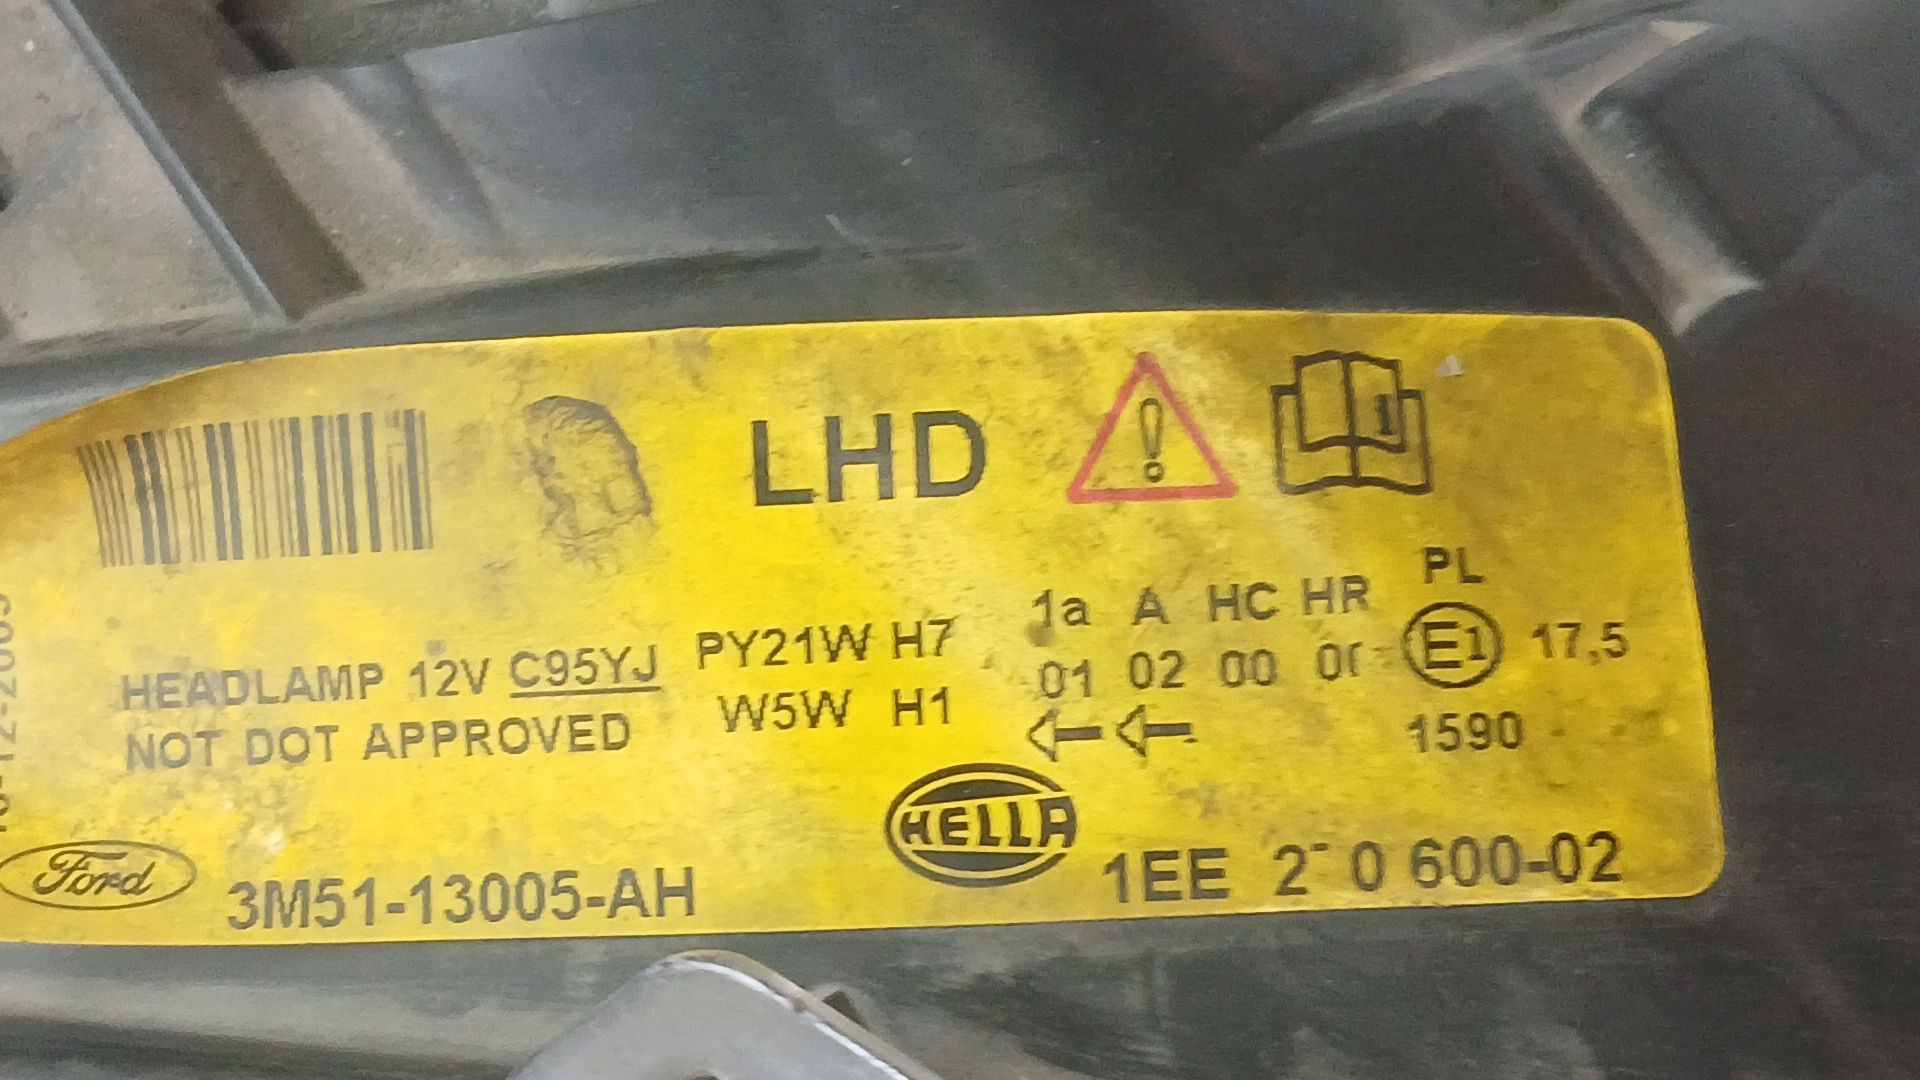 LHD
PL
1a A HC HR
HEADLAMP 12V C95YJ PY21W H7
01 02 00 E1 17,5
NOT DOT APPROVED W5W H1
1590
HELLA
Ford 3M51-13005-AH 1EE 2 0 600-02